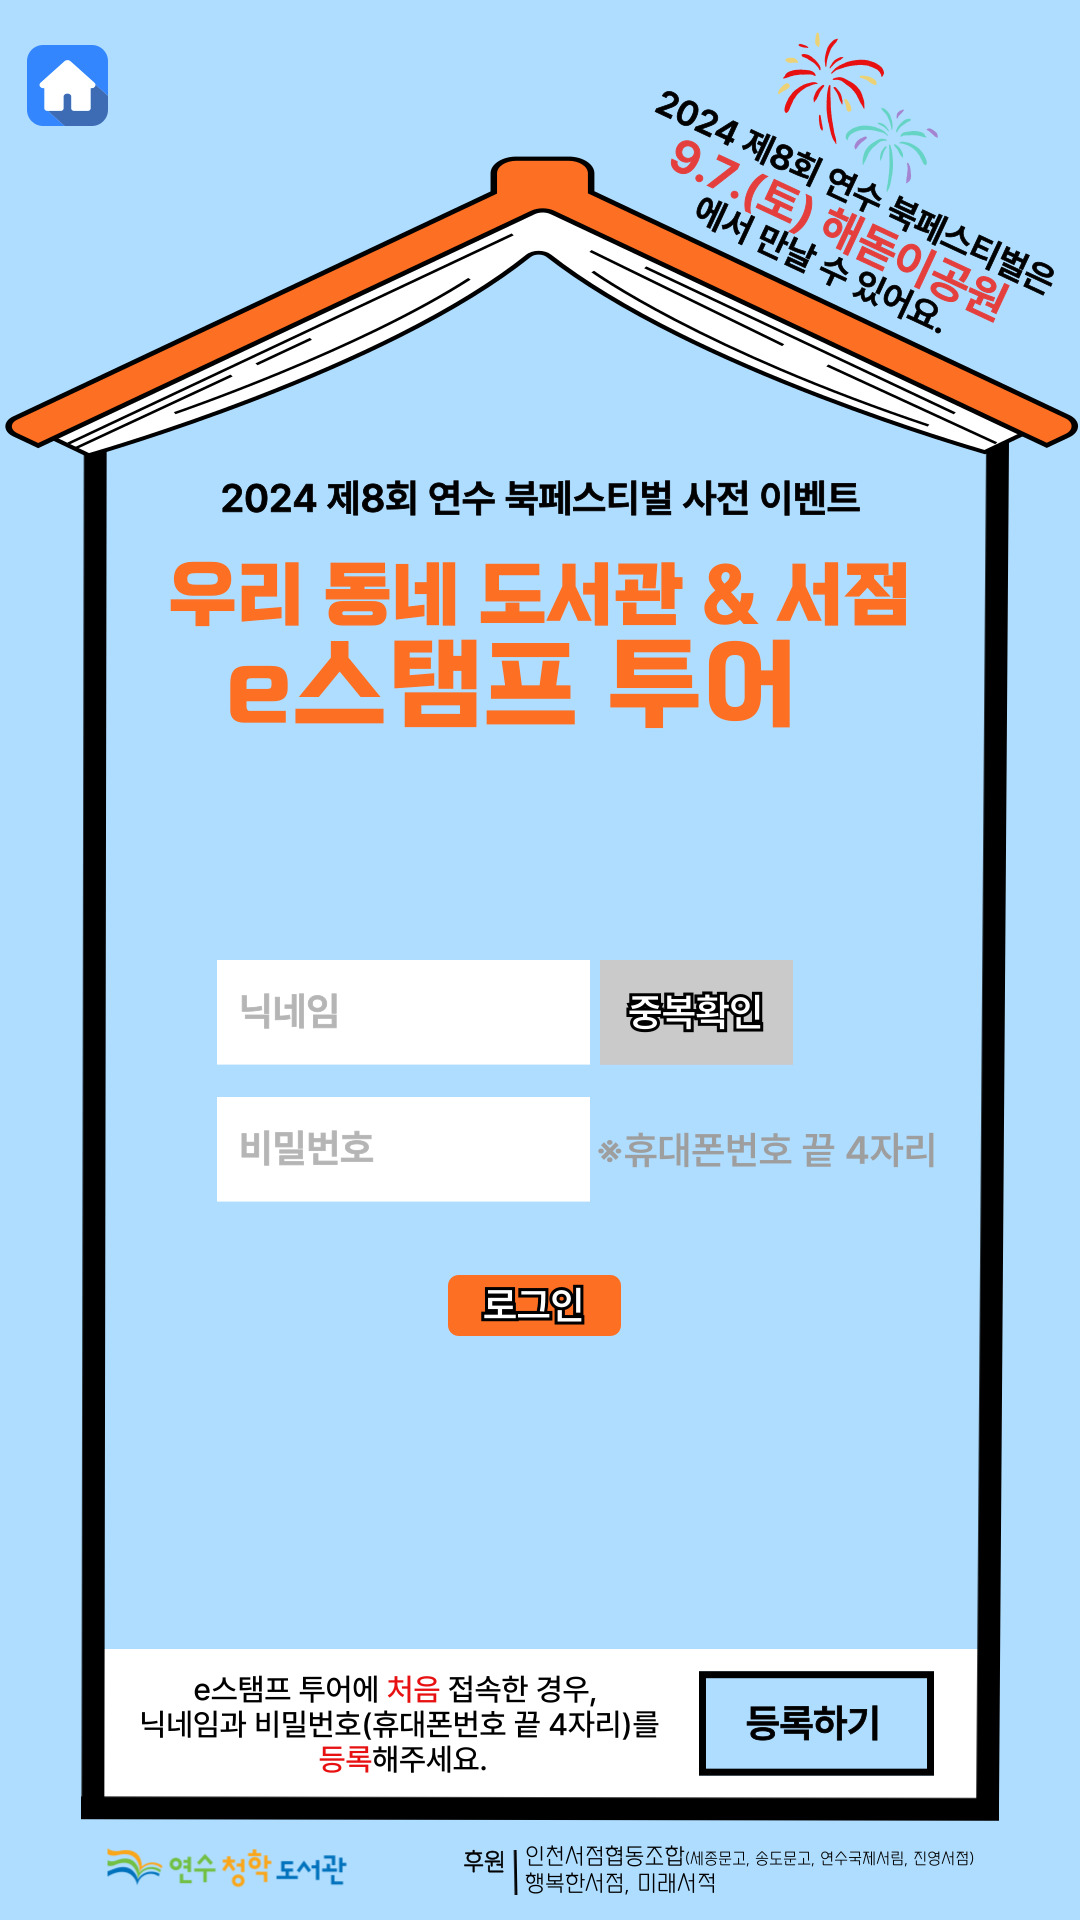 2024 제8회 연수 북페스티벌은
9.7.(토) 해돋이공원
에서 만날 수 있어요.
2024 제8회 연수 북페스티벌 사전 이벤트
우리 동네 도서관 & 서점
e스탬프 투어
닉네임
중복확인
비밀번호
※휴대폰번호 끝 4자리
로그인
e스탬프 투어에 처음 접속한 경우,
닉네임과 비밀번호(휴대폰번호 끝 4자리)를
등록해주세요.
등록하기
연수청학도서관
후원
인천서점협동조합(세종문고, 송도문고, 연수국제서림, 진영서점)
행복한서점, 미래서적